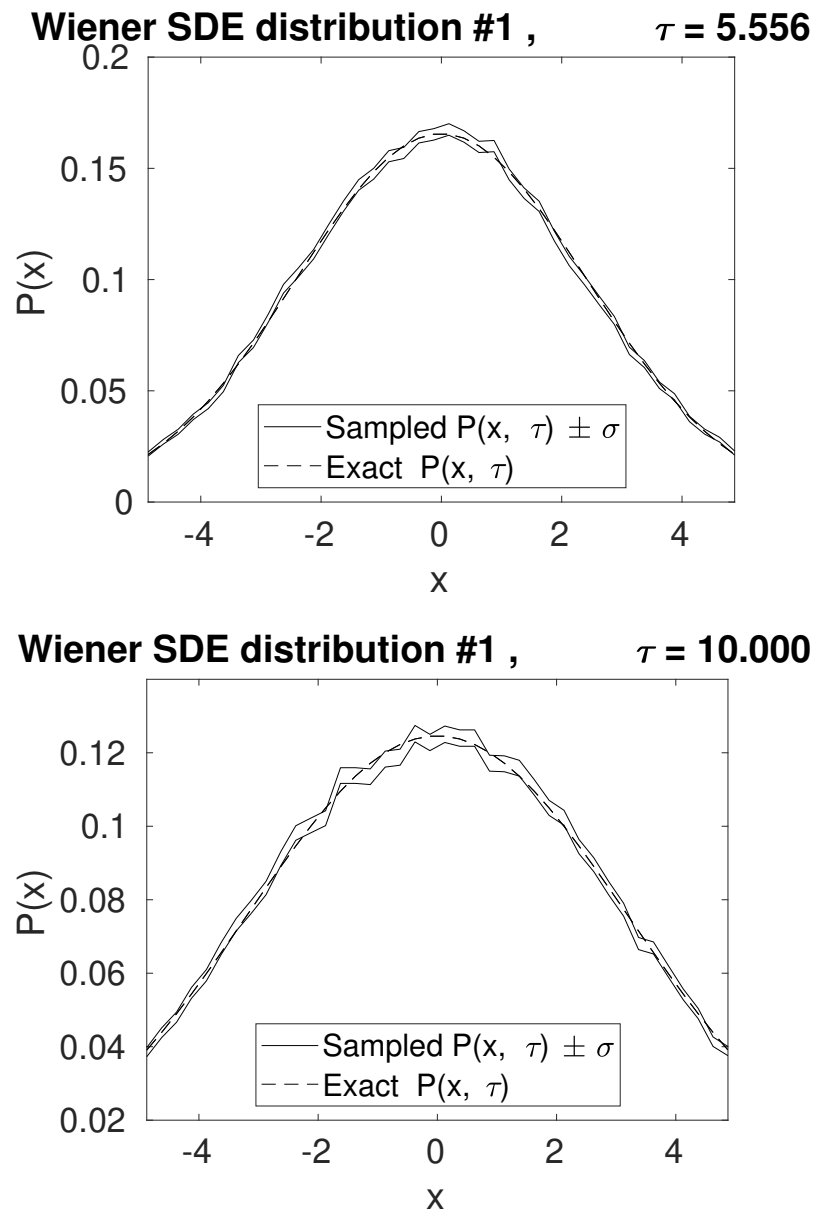 Wiener SDE distribution #1 , τ = 5.556
0.2
0.15
0.1
0.05
0
P(x)
Sampled P(x, τ) ± σ
Exact P(x, τ)
-4 -2 0 2 4
x
Wiener SDE distribution #1 , τ = 10.000
0.12
0.1
0.08
0.06
0.04
0.02
P(x)
Sampled P(x, τ) ± σ
Exact P(x, τ)
-4 -2 0 2 4
x